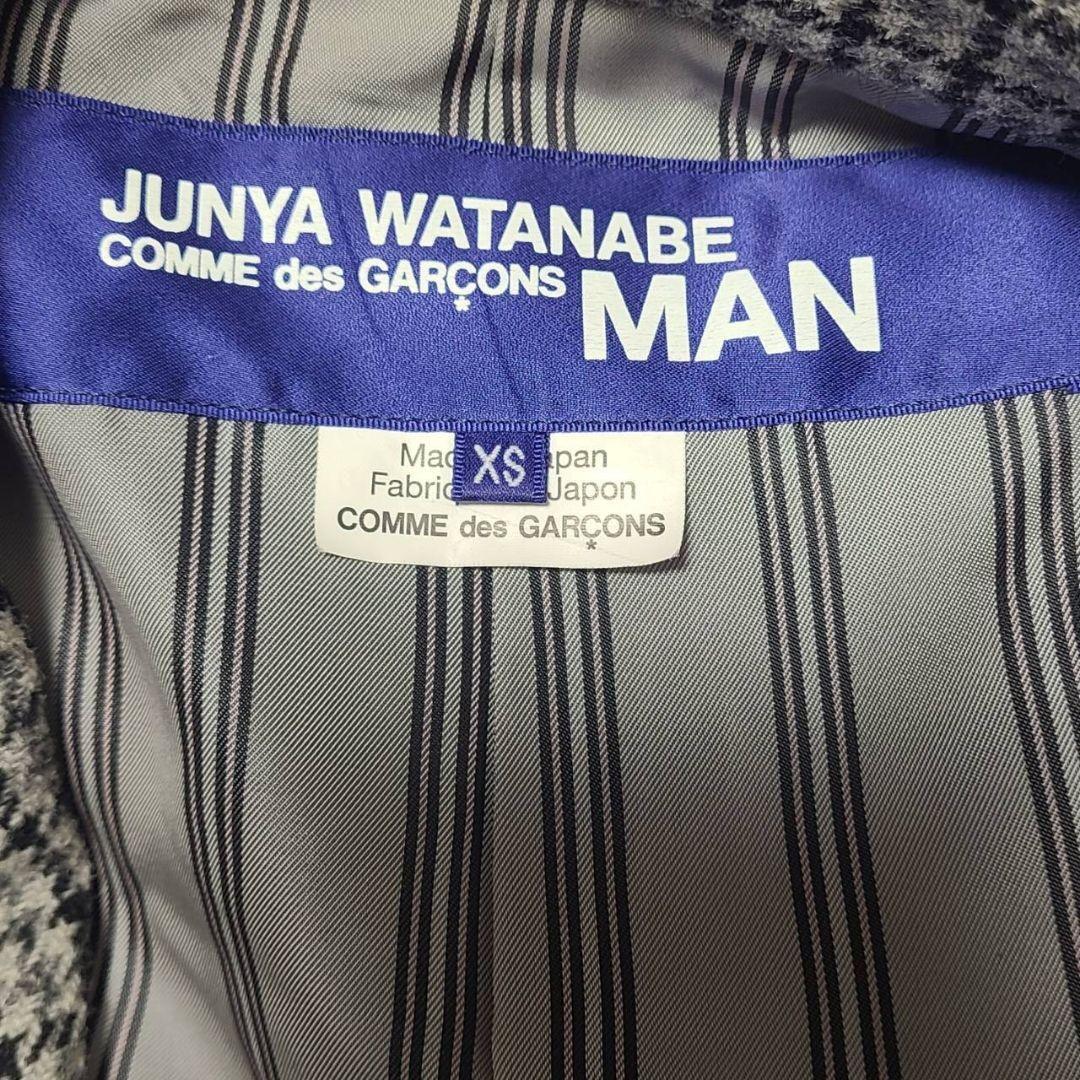 JUNYA WATANABE
COMME des GARÇONS MAN
*
XS
Japon
COMME des GARÇONS
*